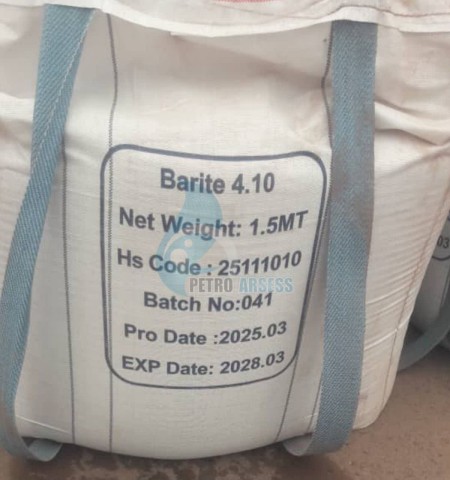 Barite 4.10
Net Weight: 1.5MT
Hs Code : 25111010
PETRO ARSESS
Batch No:041
Pro Date :2025.03
EXP Date: 2028.03